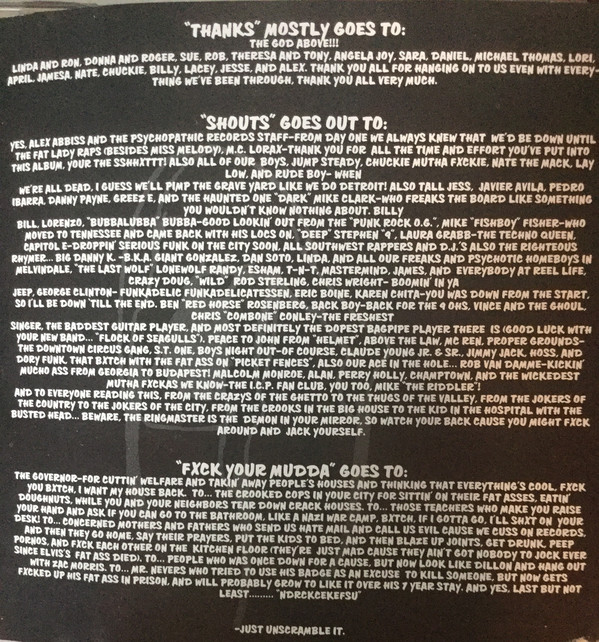 "THANKS" MOSTLY GOES TO:
THE GOD ABOVE!!!
LINDA AND RON, DONNA AND ROGER, SUE, ROB, THERESA AND TONY, ANGELA JOY, SARA, DANIEL, MICHAEL THOMAS, LORI,
APRIL, JAMESA, NATE, CHUCKIE, BILLY, LACEY, JESSE, AND ALEX. THANK YOU ALL FOR HANGING ON TO US EVEN WITH EVERY-
THING WE'VE BEEN THROUGH, THANK YOU ALL VERY MUCH.
"SHOUTS" GOES OUT TO:
YES, ALEX ABBISS AND THE PSYCHOPATHIC RECORDS STAFF-FROM DAY ONE WE ALWAYS KNEW THAT WE'D BE DOWN UNTIL
THE FAT LADY RAPS (BESIDES MISS MELODY), M.C. LORAX-THANK YOU FOR ALL THE TIME AND EFFORT YOU'VE PUT INTO
THIS ALBUM, YOUR THE SSHHXTTT! ALSO ALL OF OUR BOYS, JUMP STEADY, CHUCKIE MUTHA FXCKIE, NATE THE MACK, LAY
LOW, AND RUDE BOY- WHEN
WE'RE ALL DEAD, I GUESS WE'LL PIMP THE GRAVE YARD LIKE WE DO DETROIT! ALSO TALL JESS, JAVIER AVILA, PEDRO
IBARRA, DANNY PAYNE, GREEZ E, AND THE HAUNTED ONE "DARK" MIKE CLARK-WHO FREAKS THE BOARD LIKE SOMETHING
YOU WOULDN'T KNOW NOTHING ABOUT. BILLY
BILL, LORENZO, "BUBBALUBBA" BUBBA-GOOD LOOKIN' OUT FROM THE "PUNK ROCK O.G.", MIKE "FISHBOY" FISHER-WHO
MOVED TO TENNESSEE AND CAME BACK WITH HIS LOCS ON, "DEEP" STEPHEN "4", LAURA GRABB-THE TECHNO QUEEN,
CAPITOL E-DROPPIN' SERIOUS FUNK ON THE CITY SOON, ALL SOUTHWEST RAPPERS AND D.J.'S ALSO THE RIGHTEOUS
RHYMER... BIG DANNY K. -B.K.A. GIANT GONZALEZ, DAN SOTO, LINDA, AND ALL OUR FREAKS AND PSYCHOTIC HOMEBOYS IN
MELVINDALE, "THE LAST WOLF" LONEWOLF RANDY, ESHAM, T-N-T, MASTERMIND, JAMES, AND EVERYBODY AT REEL LIFE,
CRAZY DOUG, "WILD" ROD STERLING, CHRIS WRIGHT- BOOMIN' IN YA
JEEP, GEORGE CLINTON- FUNKADELIC FUNKADELICATESSEN, ERIC BOINE, KAREN CHITA-YOU WAS DOWN FROM THE START,
SO I'LL BE DOWN 'TILL THE END. BEN "RED HORSE" ROSENBERG, BACK BOY-BACK FOR THE 9 OHS, VINCE AND THE GHOUL.
CHRIS "COMBONE" CONLEY-THE FRESHEST
SINGER, THE BADDEST GUITAR PLAYER, AND MOST DEFINITELY THE DOPEST BAGPIPE PLAYER THERE IS (GOOD LUCK WITH
YOUR NEW BAND... "FLOCK OF SEAGULLS"). PEACE TO JOHN FROM "HELMET", ABOVE THE LAW, MC REN, PROPER GROUNDS-
THE DOWNTOWN CIRCUS GANG, S.T. ONE, BOYS NIGHT OUT-OF COURSE, CLAUDE YOUNG JR. & SR., JIMMY JACK, HOSS, AND
DORY FUNK, THAT BITCH WITH THE FAT ASS ON "PICKET FENCES", ALSO OUR ACE IN THE HOLE... ROB VAN DAMME-KICKIN'
MUCHO ASS FROM GEORGIA TO BUDAPEST! MALCOLM MONROE, ALAN, PERRY HOLLY, CHAMPTOWN, AND THE WICKEDEST
MUTHA FXCKAS WE KNOW-THE I.C.P. FAN CLUB, YOU TOO, MIKE "THE RIDDLER"!
AND TO EVERYONE READING THIS, FROM THE CRAZYS OF THE GHETTO TO THE THUGS OF THE VALLEY, FROM THE JOKERS OF
THE COUNTRY TO THE JOKERS OF THE CITY, FROM THE CROOKS IN THE BIG HOUSE TO THE KID IN THE HOSPITAL WITH THE
BUSTED HEAD... BEWARE, THE RINGMASTER IS THE DEMON IN YOUR MIRROR, SO WATCH YOUR BACK CAUSE YOU MIGHT FXCK
AROUND AND JACK YOURSELF.
"FXCK YOUR MUDDA" GOES TO:
THE GOVERNOR-FOR CUTTIN' WELFARE AND TAKIN' AWAY PEOPLE'S HOUSES AND THINKING THAT EVERYTHING'S COOL, FXCK
YOU BXTCH, I WANT MY HOUSE BACK. TO... THE CROOKED COPS IN YOUR CITY FOR SITTIN' ON THEIR FAT ASSES, EATIN'
DOUGHNUTS, WHILE YOU AND YOUR NEIGHBORS TEAR DOWN CRACK HOUSES. TO... THOSE TEACHERS WHO MAKE YOU RAISE
YOUR HAND AND ASK IF YOU CAN GO TO THE BATHROOM, LIKE A NAZI WAR CAMP, BXTCH, IF I GOTTA GO, I'LL SHXT ON YOUR
DESK! TO... CONCERNED MOTHERS AND FATHERS WHO SEND US HATE MAIL AND CALL US EVIL CAUSE WE CUSS ON RECORDS,
AND THEN THEY GO HOME, SAY THEIR PRAYERS, PUT THE KIDS TO BED, AND THEN BLAZE UP JOINTS, GET DRUNK, PEEP
PORNOS, AND FXCK EACH OTHER ON THE KITCHEN FLOOR (THEY'RE JUST MAD CAUSE THEY AIN'T GOT NOBODY TO JOCK EVER
SINCE ELVIS'S FAT ASS DIED). TO... PEOPLE WHO WAS ONCE DOWN FOR A CAUSE, BUT NOW LOOK LIKE DILLON AND HANG OUT
WITH ZAC MORRIS. TO... MR. NEVERS WHO TRIED TO USE HIS BADGE AS AN EXCUSE TO KILL SOMEONE, BUT NOW GETS
FXCKED UP HIS FAT ASS IN PRISON, AND WILL PROBABLY GROW TO LIKE IT OVER HIS 7 YEAR STAY. AND YES, LAST BUT NOT
LEAST......... "NDRCKCEKEFSU"
-JUST UNSCRAMBLE IT.